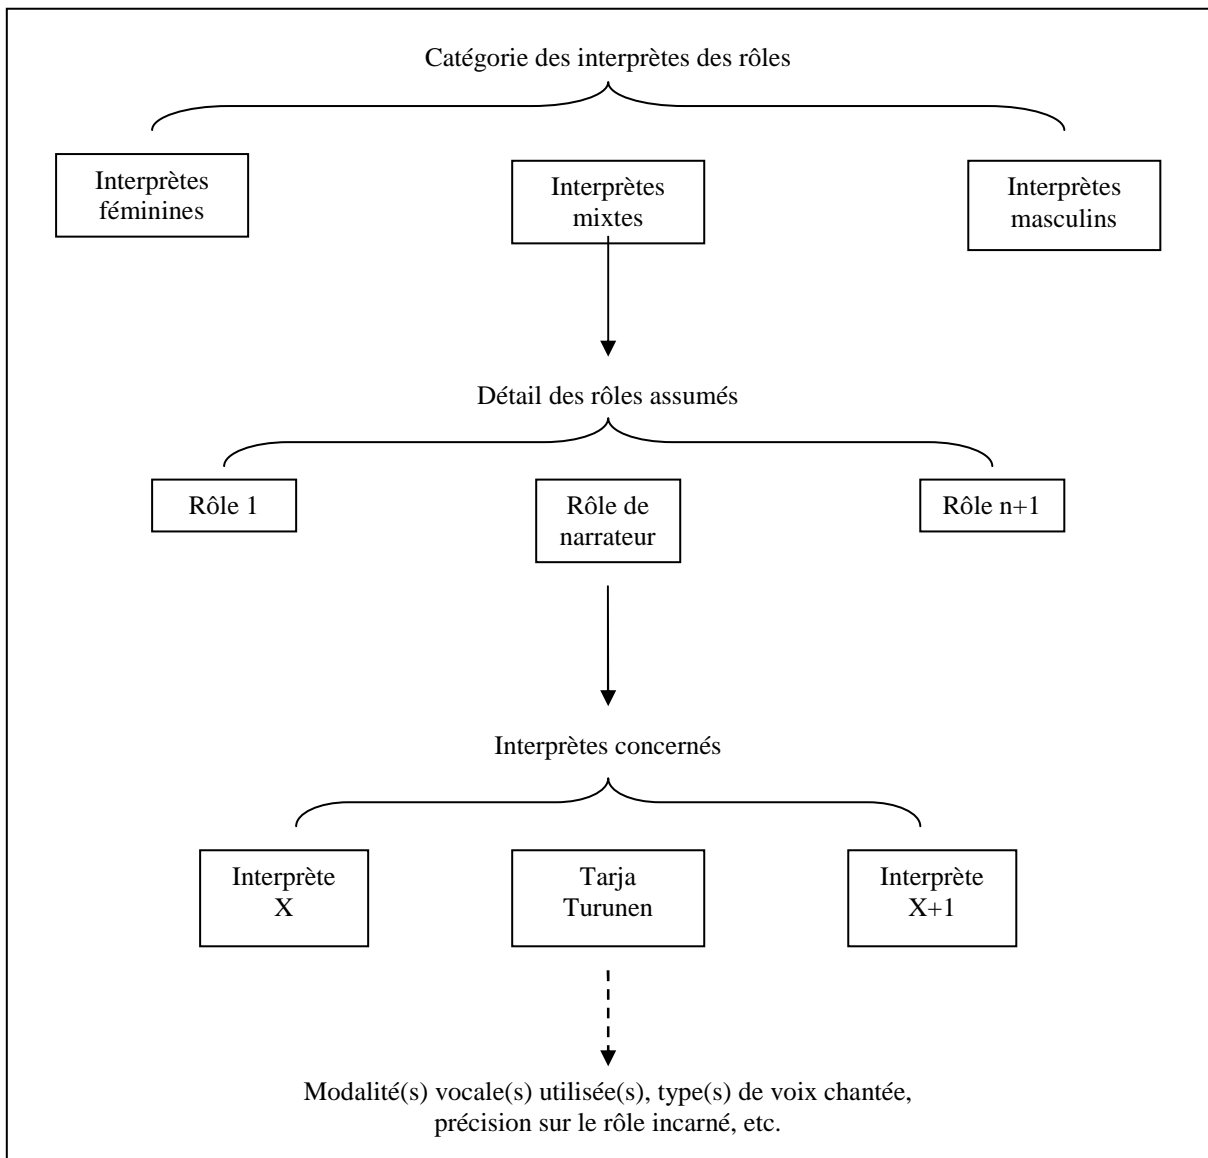 Catégorie des interprètes des rôles
Interprètes
féminines
Interprètes
mixtes
Interprètes
masculins
Détail des rôles assumés
Rôle 1
Rôle de
narrateur
Rôle n+1
Interprètes concernés
Interprète
X
Tarja
Turunen
Interprète
X+1
Modalité(s) vocale(s) utilisée(s), type(s) de voix chantée,
précision sur le rôle incarné, etc.